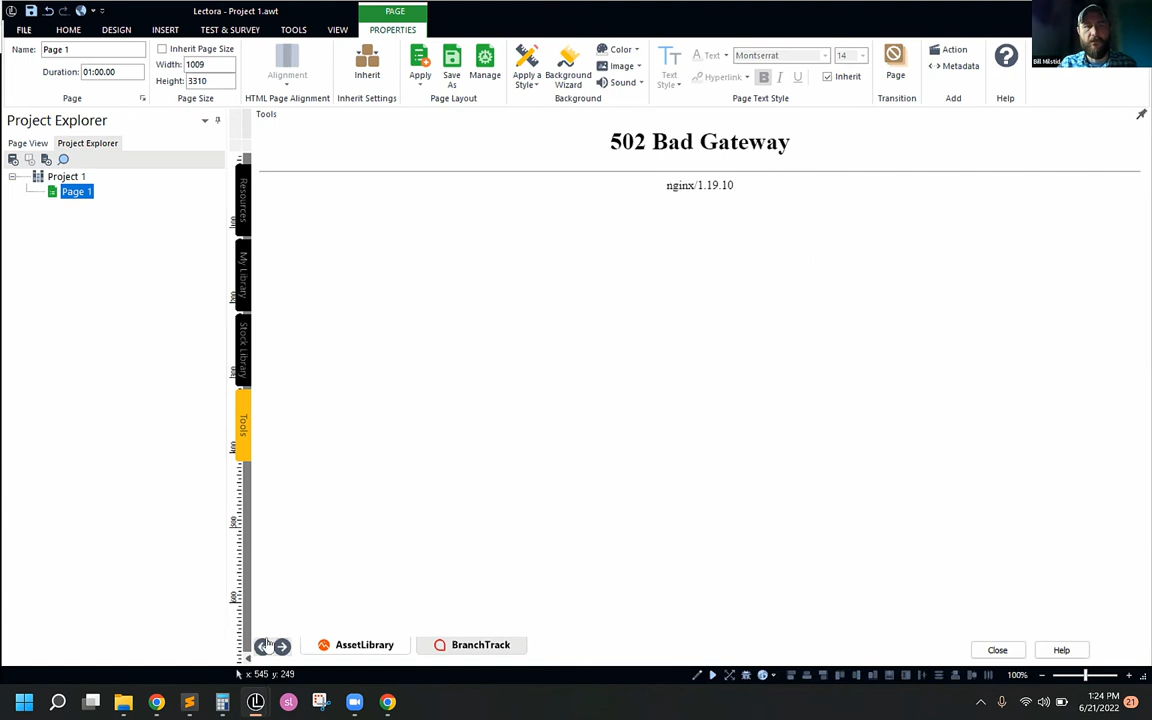 Lectora - Project 1.awt
PAGE
FILE HOME DESIGN INSERT TEST & SURVEY TOOLS VIEW PROPERTIES
Name: Page 1
Duration: 01:00.00
Page
Inherit Page Size
Width: 1009
Height: 3310
Page Size
Alignment
HTML Page Alignment
Inherit
Inherit Settings
Apply
Save As
Manage
Page Layout
Apply a Style
Background Wizard
Color
Image
Sound
Background
Text Style
Text
Montserrat
14
Hyperlink
B I U
Inherit
Page Text Style
Page
Transition
Action
Metadata
Add
?
Help
Bill Milstid
Project Explorer
Page View Project Explorer
Project 1
Page 1
Resources
My Library
Stock Library
Tools
Tools
502 Bad Gateway
nginx/1.19.10
AssetLibrary
BranchTrack
Close
Help
x: 545 y: 249
100%
1:24 PM
6/21/2022
21